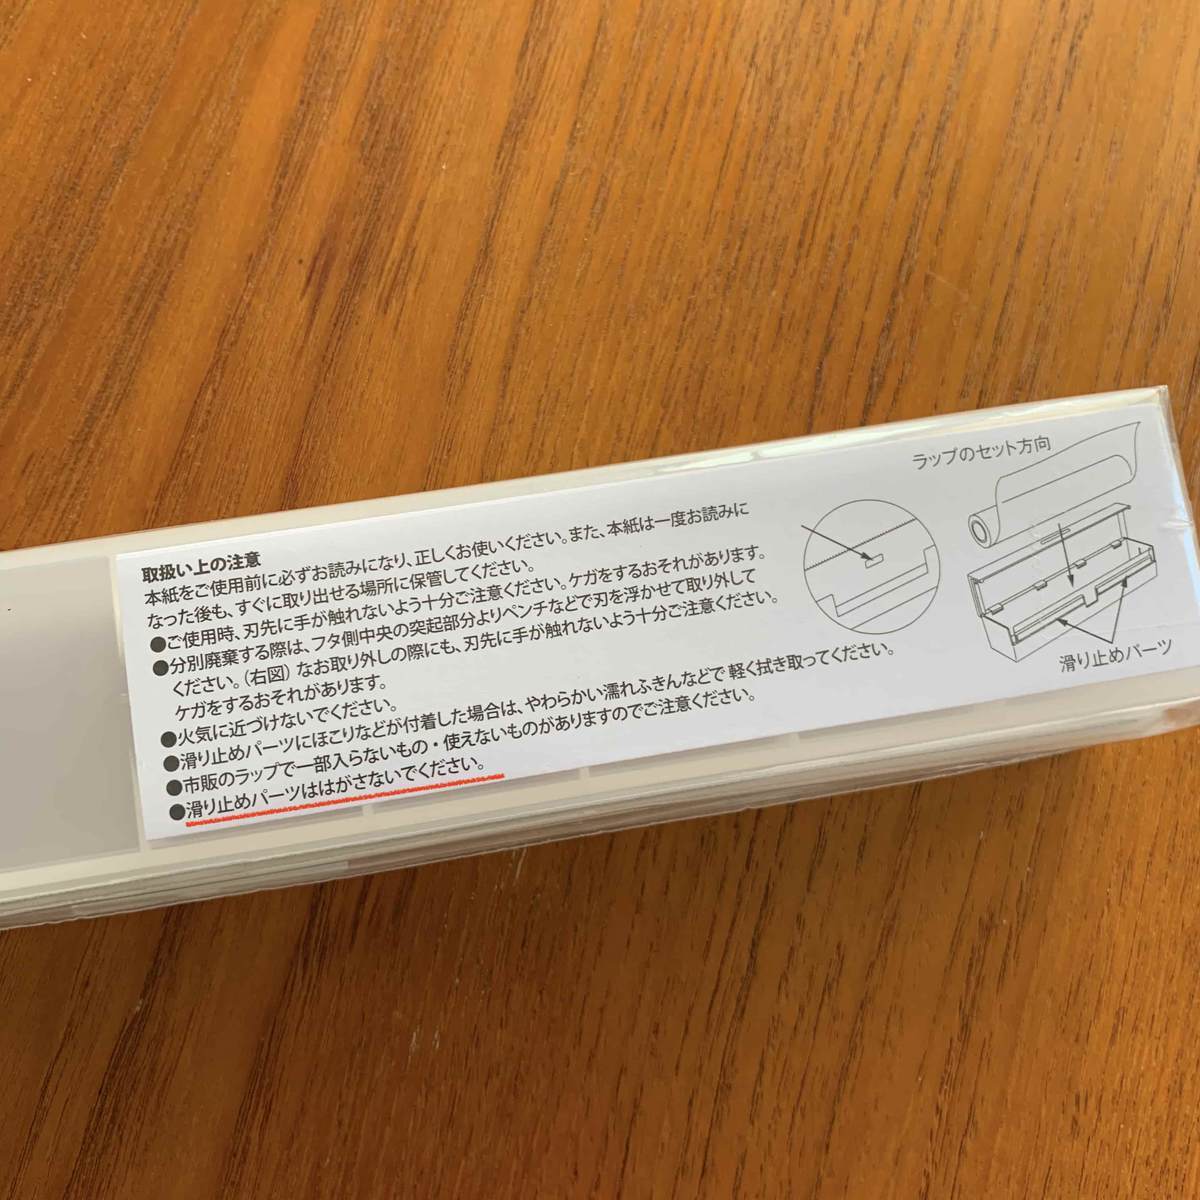 取扱い上の注意
本紙をご使用前に必ずお読みになり、正しくお使いください。また、本紙は一度お読みに
なった後も、すぐに取り出せる場所に保管してください。
●ご使用時、刃先に手が触れないよう十分ご注意ください。ケガをするおそれがあります。
●分別廃棄する際は、フタ側中央の突起部分よりペンチなどで刃を浮かせて取り外して
ください。(右図) なお取り外しの際にも、刃先に手が触れないよう十分ご注意ください。
ケガをするおそれがあります。
●火気に近づけないでください。
●滑り止めパーツにほこりなどが付着した場合は、やわらかい濡れふきんなどで 軽く拭き取ってください。
●市販のラップで一部入らないもの・使えないものがありますのでご注意ください。
●滑り止めパーツははがさないでください。
ラップのセット方向
滑り止めパーツ